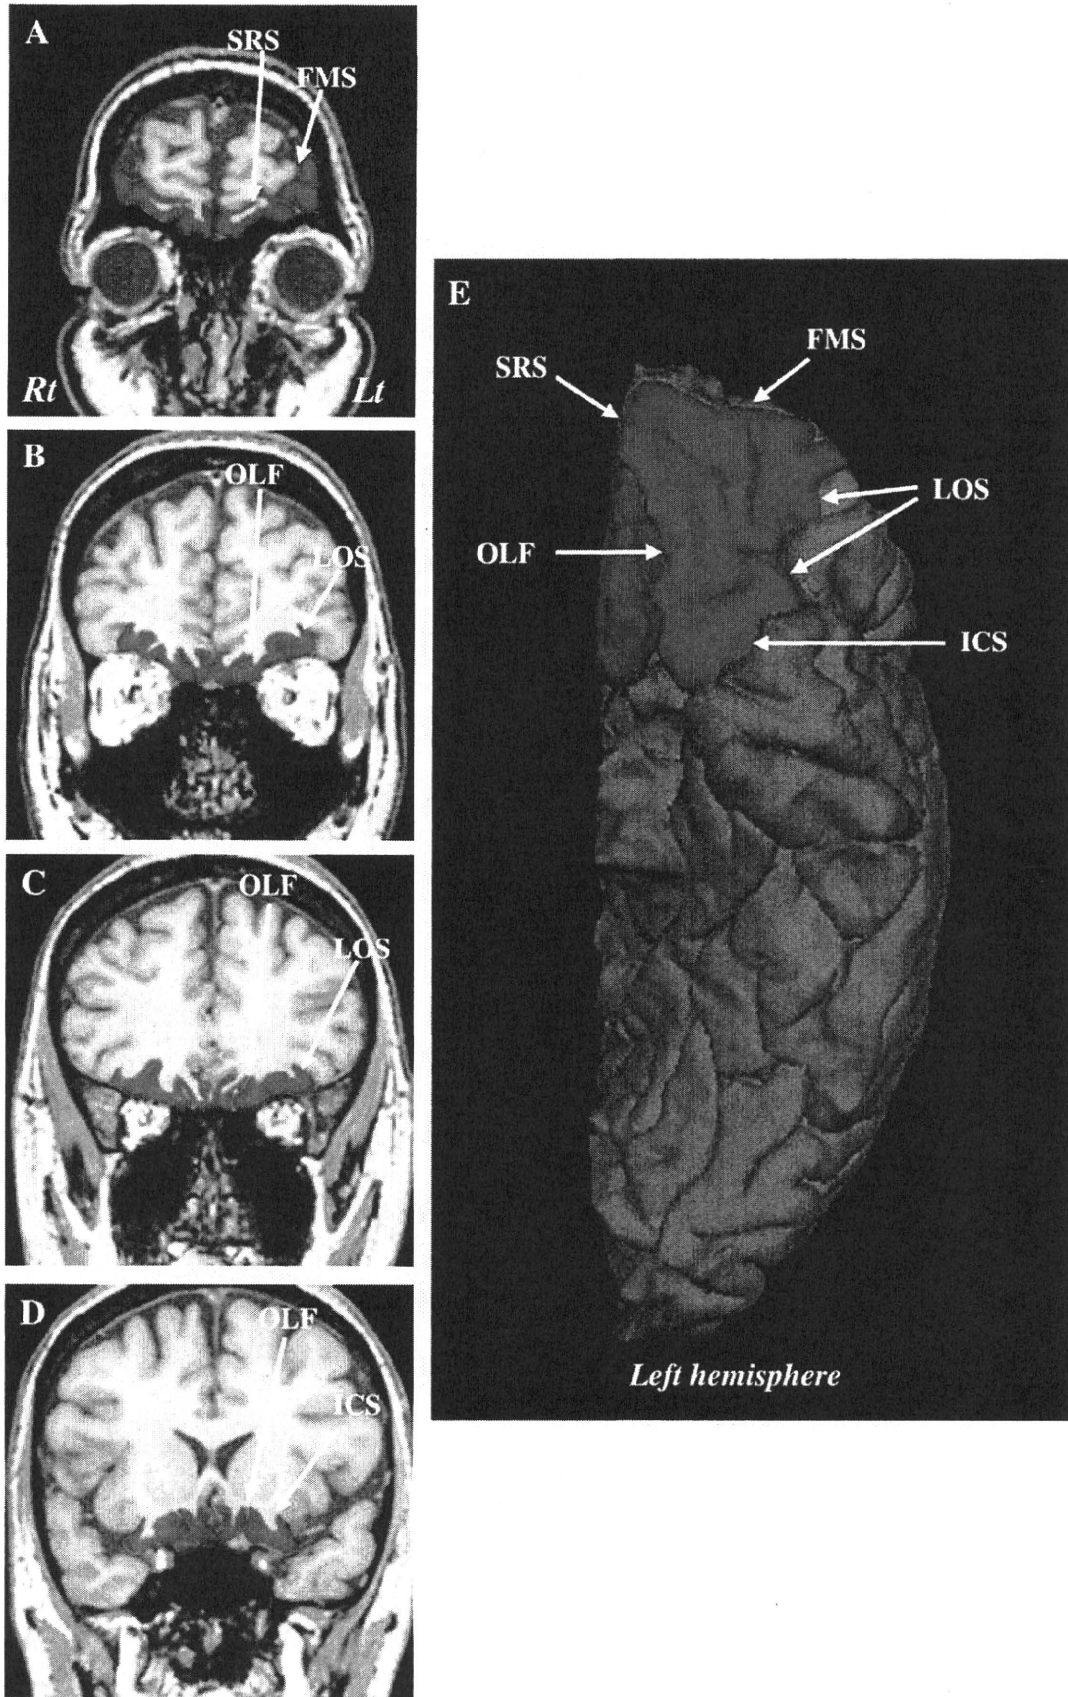 A
SRS
FMS
Rt
Lt
B
OLF
LOS
C
OLF
LOS
D
OLF
ICS
E
SRS
FMS
LOS
OLF
ICS
Left hemisphere